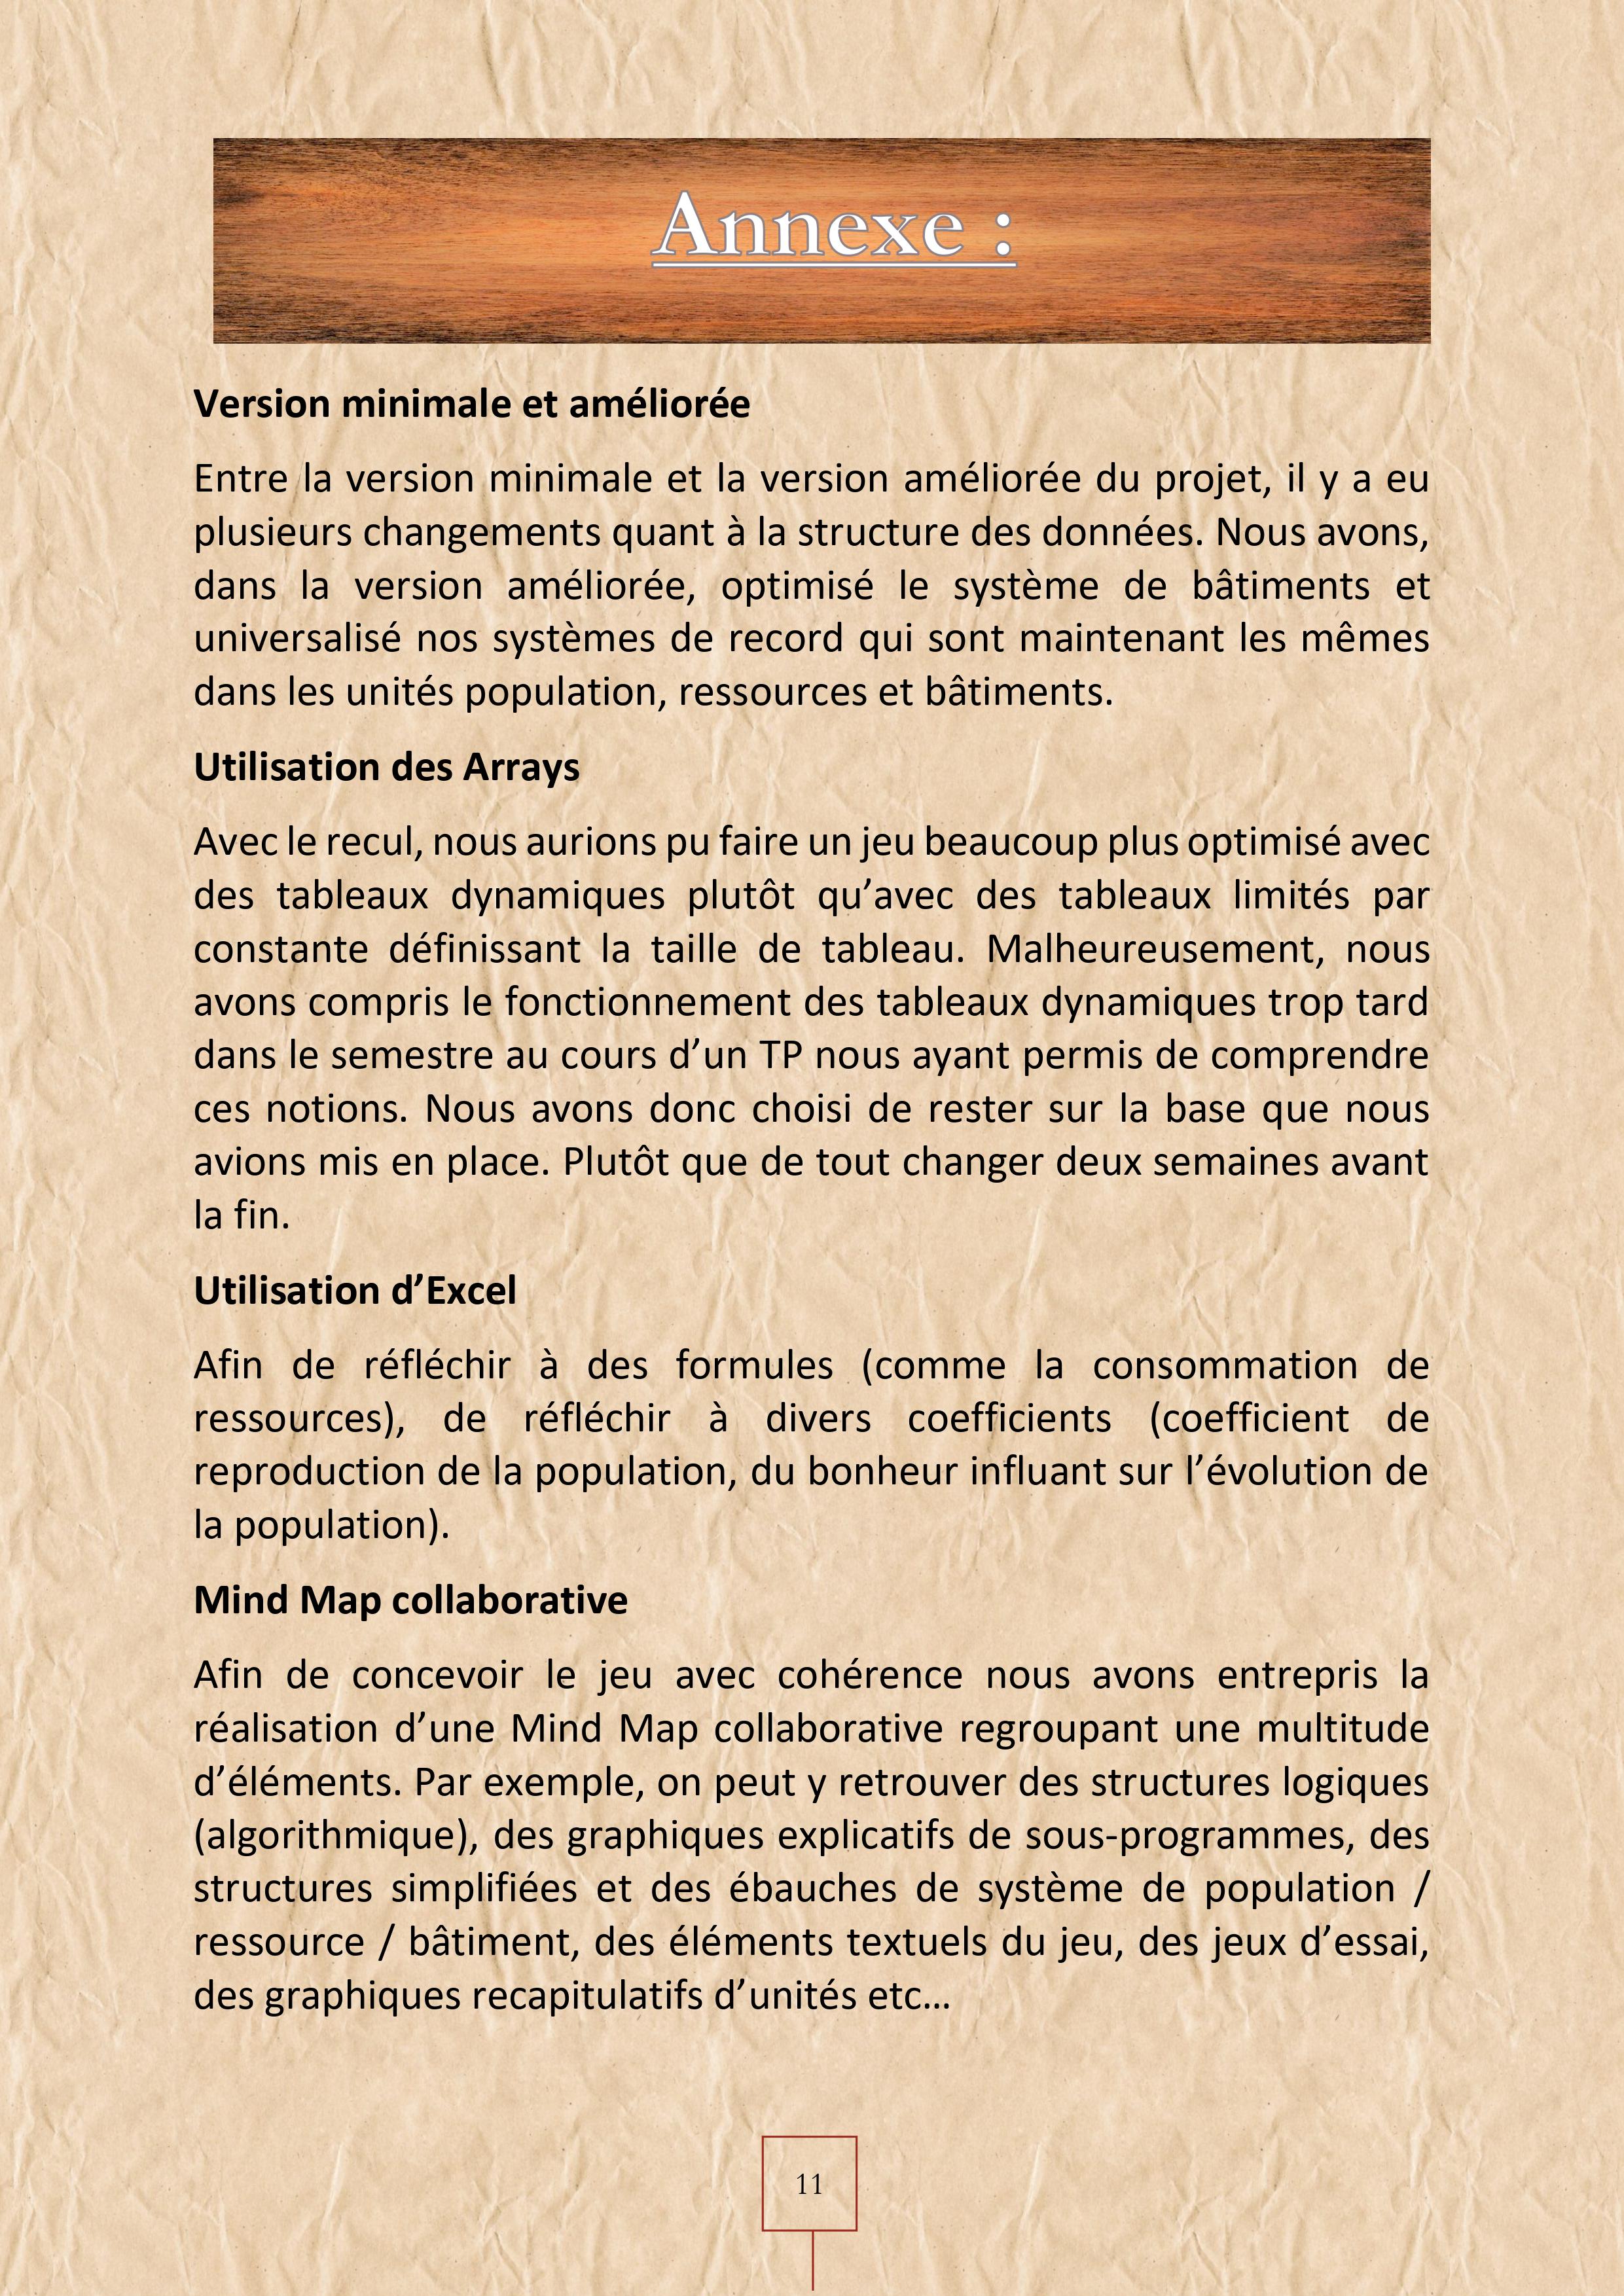 Annexe :
Version minimale et améliorée
Entre la version minimale et la version améliorée du projet, il y a eu
plusieurs changements quant à la structure des données. Nous avons,
dans la version améliorée, optimisé le système de bâtiments et
universalisé nos systèmes de record qui sont maintenant les mêmes
dans les unités population, ressources et bâtiments.
Utilisation des Arrays
Avec le recul, nous aurions pu faire un jeu beaucoup plus optimisé avec
des tableaux dynamiques plutôt qu’avec des tableaux limités par
constante définissant la taille de tableau. Malheureusement, nous
avons compris le fonctionnement des tableaux dynamiques trop tard
dans le semestre au cours d’un TP nous ayant permis de comprendre
ces notions. Nous avons donc choisi de rester sur la base que nous
avions mis en place. Plutôt que de tout changer deux semaines avant
la fin.
Utilisation d’Excel
Afin de réfléchir à des formules (comme la consommation de
ressources), de réfléchir à divers coefficients (coefficient de
reproduction de la population, du bonheur influant sur l’évolution de
la population).
Mind Map collaborative
Afin de concevoir le jeu avec cohérence nous avons entrepris la
réalisation d’une Mind Map collaborative regroupant une multitude
d’éléments. Par exemple, on peut y retrouver des structures logiques
(algorithmique), des graphiques explicatifs de sous-programmes, des
structures simplifiées et des ébauches de système de population /
ressource / bâtiment, des éléments textuels du jeu, des jeux d’essai,
des graphiques recapitulatifs d’unités etc…
11